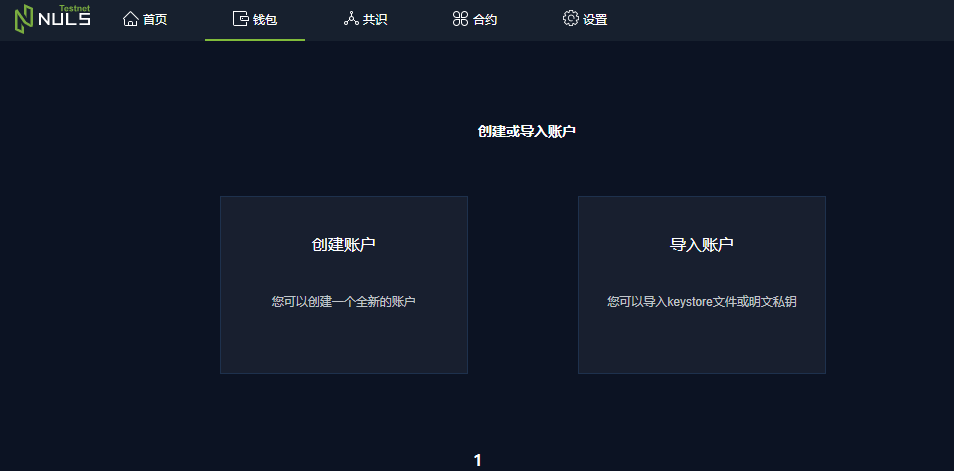 Testnet
NULS 首页 钱包 共识 合约 设置
创建或导入账户
创建账户 导入账户
您可以创建一个全新的账户 您可以导入keystore文件或明文私钥
1